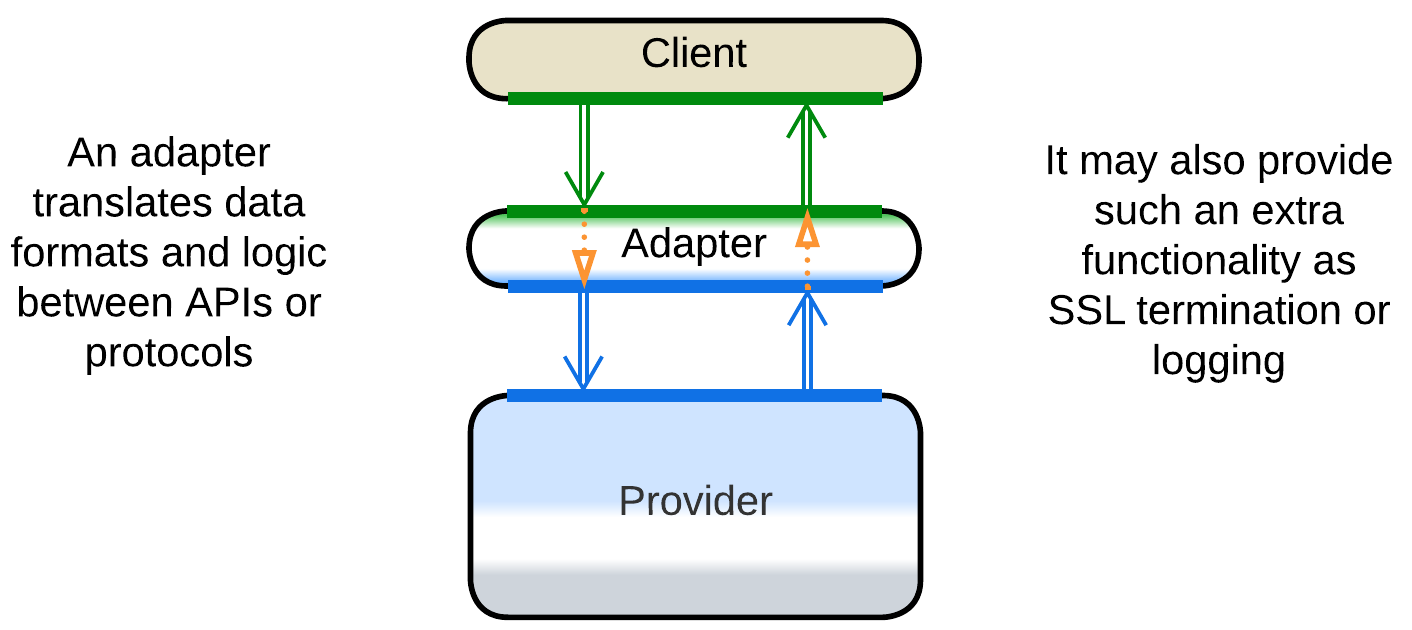 Client
An adapter
translates data
formats and logic
between APIs or
protocols
Adapter
It may also provide
such an extra
functionality as
SSL termination or
logging
Provider